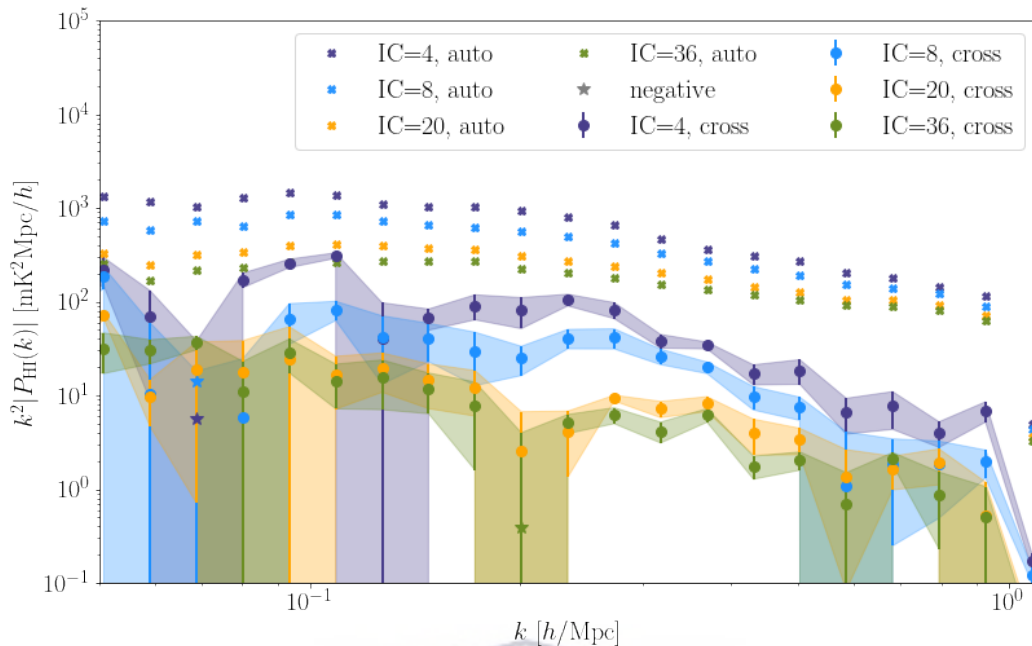 10^5
10^4
10^3
10^2
10^1
10^0
10^{-1}
k^2|P_{HI}(k)| [mK^2Mpc/h]
IC=4, auto
IC=8, auto
IC=20, auto
IC=36, auto
negative
IC=4, cross
IC=8, cross
IC=20, cross
IC=36, cross
10^{-1}
10^0
k [h/Mpc]